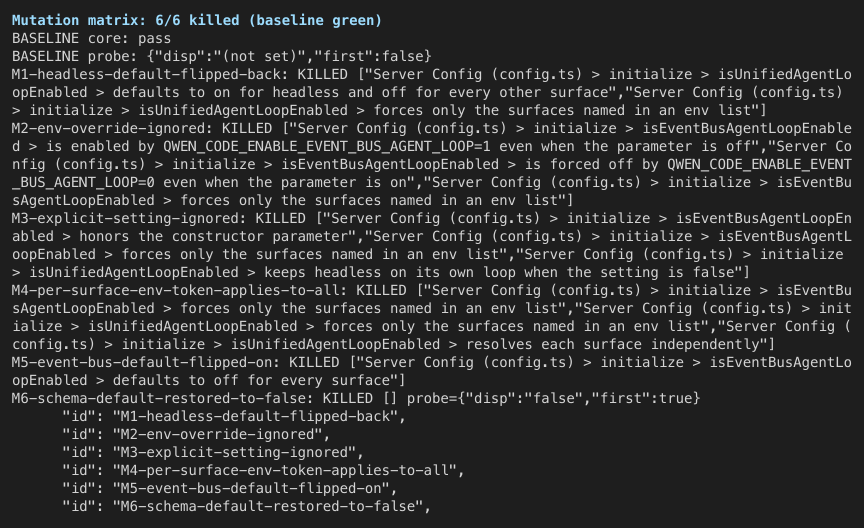 Mutation matrix: 6/6 killed (baseline green)
BASELINE core: pass
BASELINE probe: {"disp":"(not set)","first":false}
M1-headless-default-flipped-back: KILLED ["Server Config (config.ts) > initialize > isUnifiedAgentLo
opEnabled > defaults to on for headless and off for every other surface","Server Config (config.ts)
> initialize > isUnifiedAgentLoopEnabled > forces only the surfaces named in an env list"]
M2-env-override-ignored: KILLED ["Server Config (config.ts) > initialize > isEventBusAgentLoopEnable
d > is enabled by QWEN_CODE_ENABLE_EVENT_BUS_AGENT_LOOP=1 even when the parameter is off","Server Co
nfig (config.ts) > initialize > isEventBusAgentLoopEnabled > is forced off by QWEN_CODE_ENABLE_EVENT
_BUS_AGENT_LOOP=0 even when the parameter is on","Server Config (config.ts) > initialize > isEventBu
sAgentLoopEnabled > forces only the surfaces named in an env list"]
M3-explicit-setting-ignored: KILLED ["Server Config (config.ts) > initialize > isEventBusAgentLoopEn
abled > honors the constructor parameter","Server Config (config.ts) > initialize > isEventBusAgentL
oopEnabled > forces only the surfaces named in an env list","Server Config (config.ts) > initialize
> isUnifiedAgentLoopEnabled > keeps headless on its own loop when the setting is false"]
M4-per-surface-env-token-applies-to-all: KILLED ["Server Config (config.ts) > initialize > isEventBu
sAgentLoopEnabled > forces only the surfaces named in an env list","Server Config (config.ts) > init
ialize > isUnifiedAgentLoopEnabled > forces only the surfaces named in an env list","Server Config (
config.ts) > initialize > isUnifiedAgentLoopEnabled > resolves each surface independently"]
M5-event-bus-default-flipped-on: KILLED ["Server Config (config.ts) > initialize > isEventBusAgentLo
opEnabled > defaults to off for every surface"]
M6-schema-default-restored-to-false: KILLED [] probe={"disp":"false","first":true}
"id": "M1-headless-default-flipped-back",
"id": "M2-env-override-ignored",
"id": "M3-explicit-setting-ignored",
"id": "M4-per-surface-env-token-applies-to-all",
"id": "M5-event-bus-default-flipped-on",
"id": "M6-schema-default-restored-to-false",